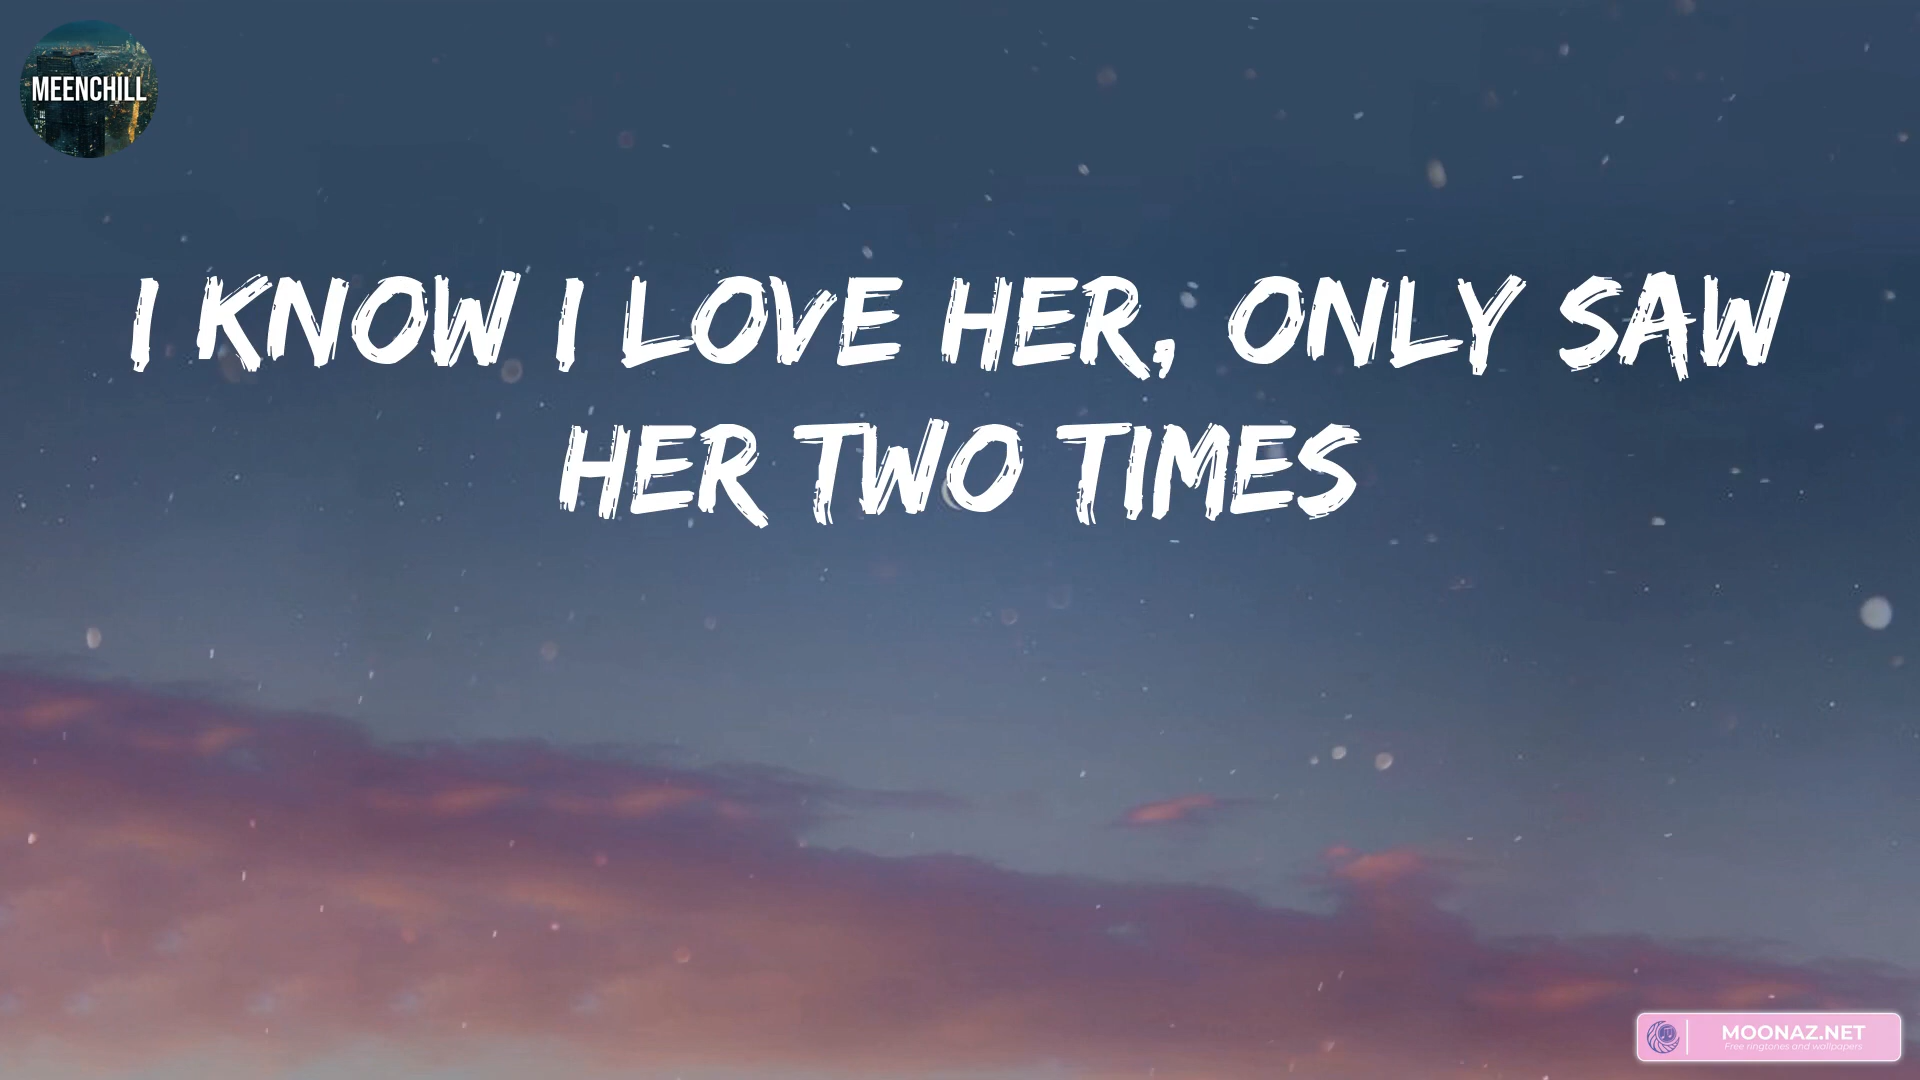 MEENCHILL
I KNOW I LOVE HER, ONLY SAW
HER TWO TIMES
MOONAZ.NET
Free ringtones and wallpapers